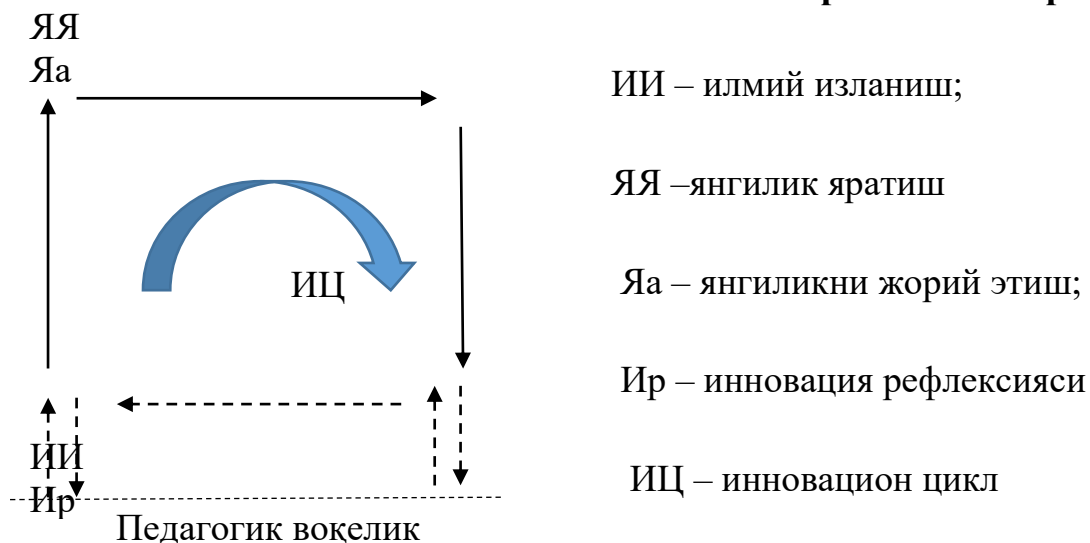 ЯЯ
Яа
ИИ – илмий изланиш;
ЯЯ –янгилик яратиш
Яа – янгиликни жорий этиш;
ИЦ
Ир – инновация рефлексияси
ИИ
Ир
ИЦ – инновацион цикл
Педагогик воқелик